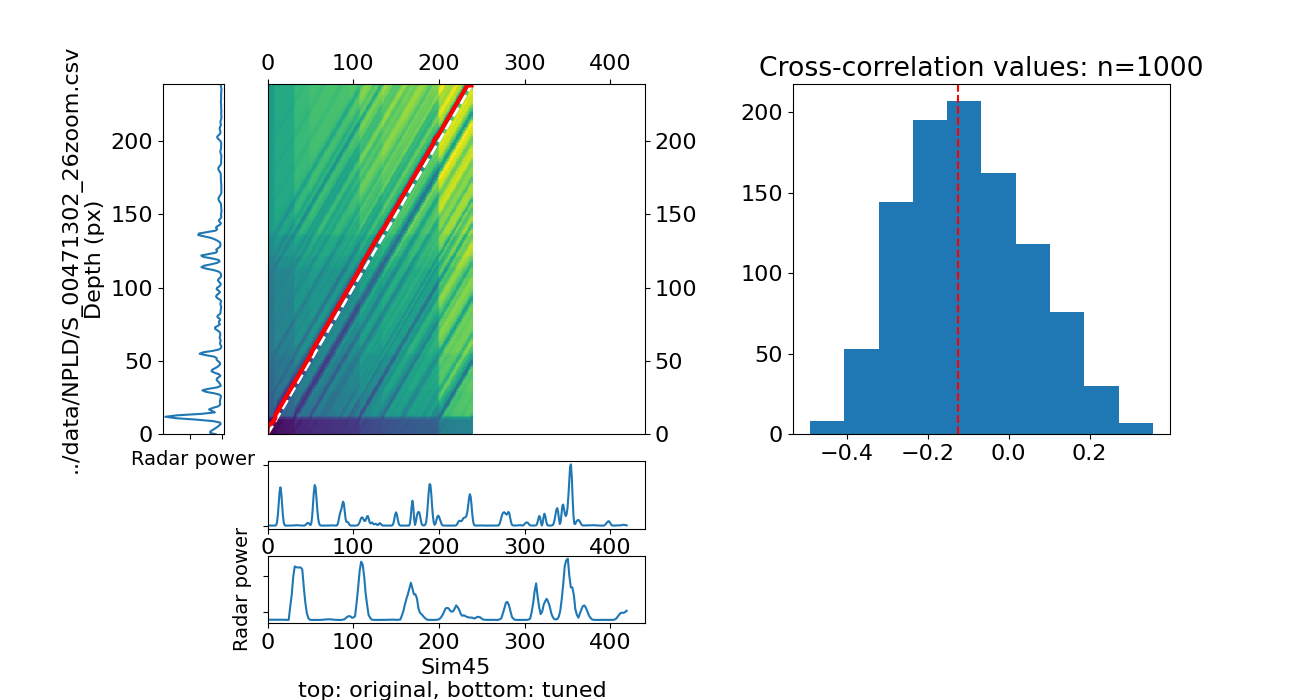 0 100 200 300 400
Cross-correlation values: n=1000
../data/NPLD/S_00471302_26zoom.csv
Depth (px)
200
150
100
50
0
200
150
100
50
0
200
150
100
50
0
−0.4 −0.2 0.0 0.2
Radar power
0 100 200 300 400
Radar power
0 100 200 300 400
Sim45
top: original, bottom: tuned